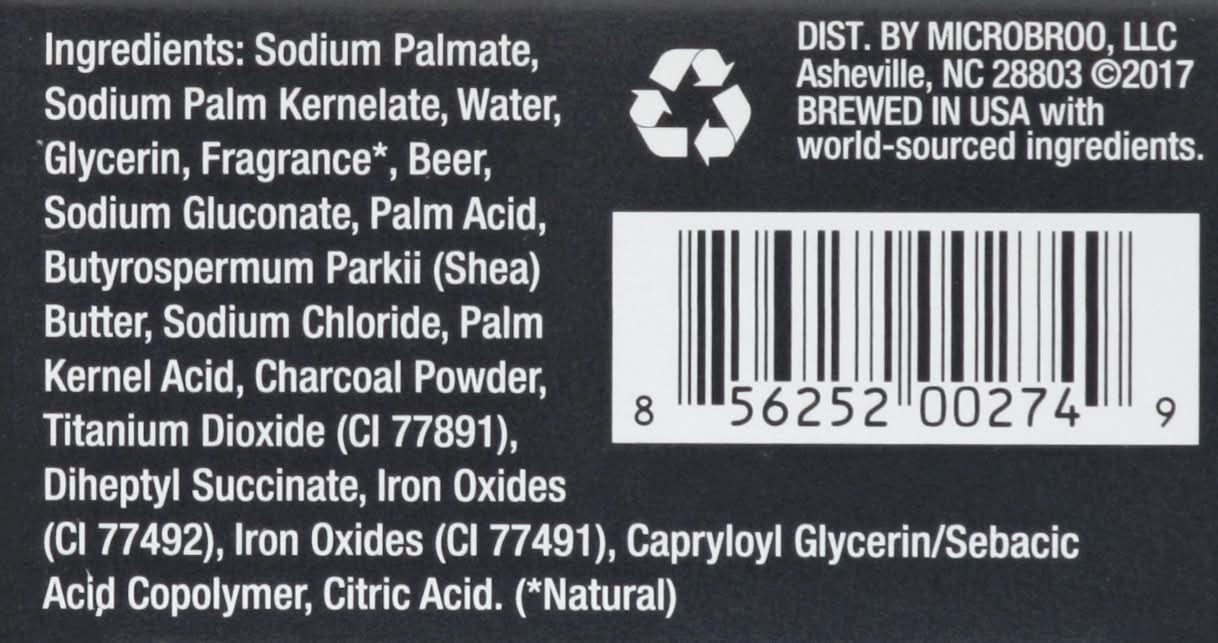 Ingredients: Sodium Palmate,
Sodium Palm Kernelate, Water,
Glycerin, Fragrance*, Beer,
Sodium Gluconate, Palm Acid,
Butyrospermum Parkii (Shea)
Butter, Sodium Chloride, Palm
Kernel Acid, Charcoal Powder,
Titanium Dioxide (CI 77891),
Diheptyl Succinate, Iron Oxides
(CI 77492), Iron Oxides (CI 77491), Capryloyl Glycerin/Sebacic
Acid Copolymer, Citric Acid. (*Natural)
DIST. BY MICROBROO, LLC
Asheville, NC 28803 ©2017
BREWED IN USA with
world-sourced ingredients.
8 56252 00274 9